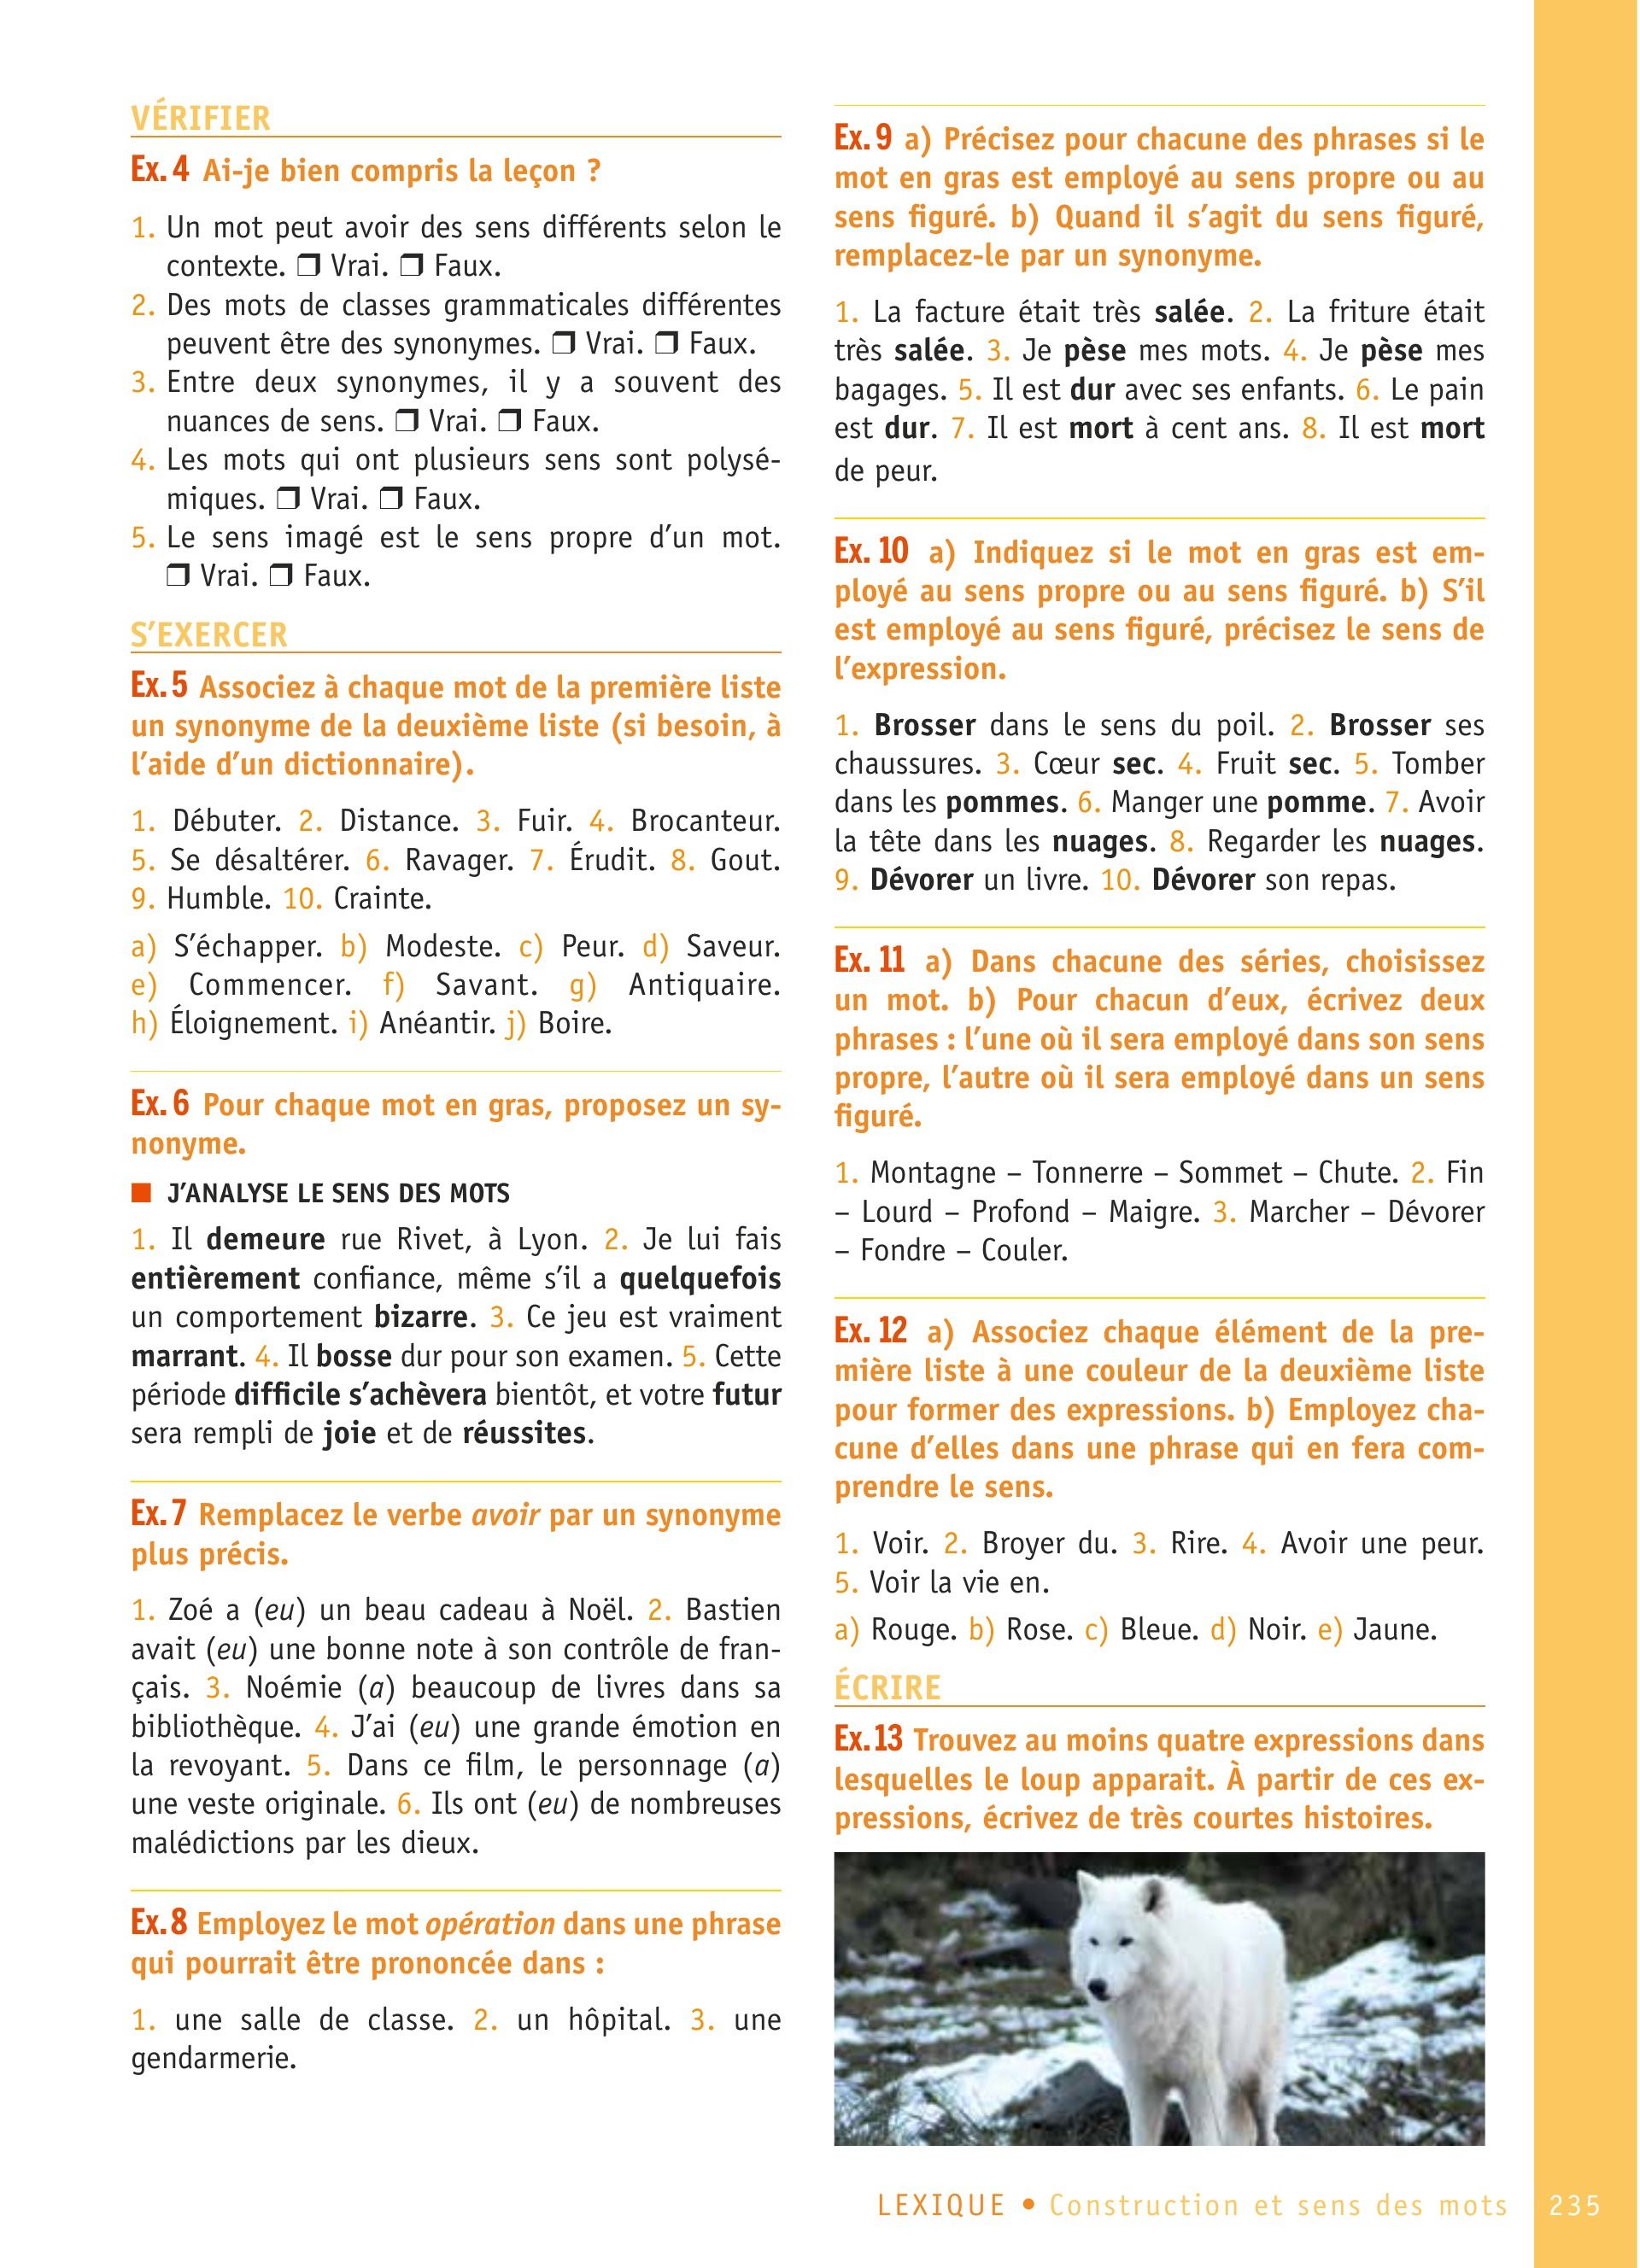 VÉRIFIER
Ex. 4 Ai-je bien compris la leçon ?
1. Un mot peut avoir des sens différents selon le
contexte. ❒ Vrai. ❒ Faux.
2. Des mots de classes grammaticales différentes
peuvent être des synonymes. ❒ Vrai. ❒ Faux.
3. Entre deux synonymes, il y a souvent des
nuances de sens. ❒ Vrai. ❒ Faux.
4. Les mots qui ont plusieurs sens sont polysé-
miques. ❒ Vrai. ❒ Faux.
5. Le sens imagé est le sens propre d’un mot.
❒ Vrai. ❒ Faux.
S’EXERCER
Ex. 5 Associez à chaque mot de la première liste
un synonyme de la deuxième liste (si besoin, à
l’aide d’un dictionnaire).
1. Débuter. 2. Distance. 3. Fuir. 4. Brocanteur.
5. Se désaltérer. 6. Ravager. 7. Érudit. 8. Gout.
9. Humble. 10. Crainte.
a) S’échapper. b) Modeste. c) Peur. d) Saveur.
e) Commencer. f) Savant. g) Antiquaire.
h) Éloignement. i) Anéantir. j) Boire.
Ex. 6 Pour chaque mot en gras, proposez un sy-
nonyme.
■ J’ANALYSE LE SENS DES MOTS
1. Il demeure rue Rivet, à Lyon. 2. Je lui fais
entièrement confiance, même s’il a quelquefois
un comportement bizarre. 3. Ce jeu est vraiment
marrant. 4. Il bosse dur pour son examen. 5. Cette
période difficile s’achèvera bientôt, et votre futur
sera rempli de joie et de réussites.
Ex. 7 Remplacez le verbe avoir par un synonyme
plus précis.
1. Zoé a (eu) un beau cadeau à Noël. 2. Bastien
avait (eu) une bonne note à son contrôle de fran-
çais. 3. Noémie (a) beaucoup de livres dans sa
bibliothèque. 4. J’ai (eu) une grande émotion en
la revoyant. 5. Dans ce film, le personnage (a)
une veste originale. 6. Ils ont (eu) de nombreuses
malédictions par les dieux.
Ex. 8 Employez le mot opération dans une phrase
qui pourrait être prononcée dans :
1. une salle de classe. 2. un hôpital. 3. une
gendarmerie.
Ex. 9 a) Précisez pour chacune des phrases si le
mot en gras est employé au sens propre ou au
sens figuré. b) Quand il s’agit du sens figuré,
remplacez-le par un synonyme.
1. La facture était très salée. 2. La friture était
très salée. 3. Je pèse mes mots. 4. Je pèse mes
bagages. 5. Il est dur avec ses enfants. 6. Le pain
est dur. 7. Il est mort à cent ans. 8. Il est mort
de peur.
Ex. 10 a) Indiquez si le mot en gras est em-
ployé au sens propre ou au sens figuré. b) S’il
est employé au sens figuré, précisez le sens de
l’expression.
1. Brosser dans le sens du poil. 2. Brosser ses
chaussures. 3. Cœur sec. 4. Fruit sec. 5. Tomber
dans les pommes. 6. Manger une pomme. 7. Avoir
la tête dans les nuages. 8. Regarder les nuages.
9. Dévorer un livre. 10. Dévorer son repas.
Ex. 11 a) Dans chacune des séries, choisissez
un mot. b) Pour chacun d’eux, écrivez deux
phrases : l’une où il sera employé dans son sens
propre, l’autre où il sera employé dans un sens
figuré.
1. Montagne – Tonnerre – Sommet – Chute. 2. Fin
– Lourd – Profond – Maigre. 3. Marcher – Dévorer
– Fondre – Couler.
Ex. 12 a) Associez chaque élément de la pre-
mière liste à une couleur de la deuxième liste
pour former des expressions. b) Employez cha-
cune d’elles dans une phrase qui en fera com-
prendre le sens.
1. Voir. 2. Broyer du. 3. Rire. 4. Avoir une peur.
5. Voir la vie en.
a) Rouge. b) Rose. c) Bleue. d) Noir. e) Jaune.
ÉCRIRE
Ex. 13 Trouvez au moins quatre expressions dans
lesquelles le loup apparait. À partir de ces ex-
pressions, écrivez de très courtes histoires.
LEXIQUE • Construction et sens des mots 235